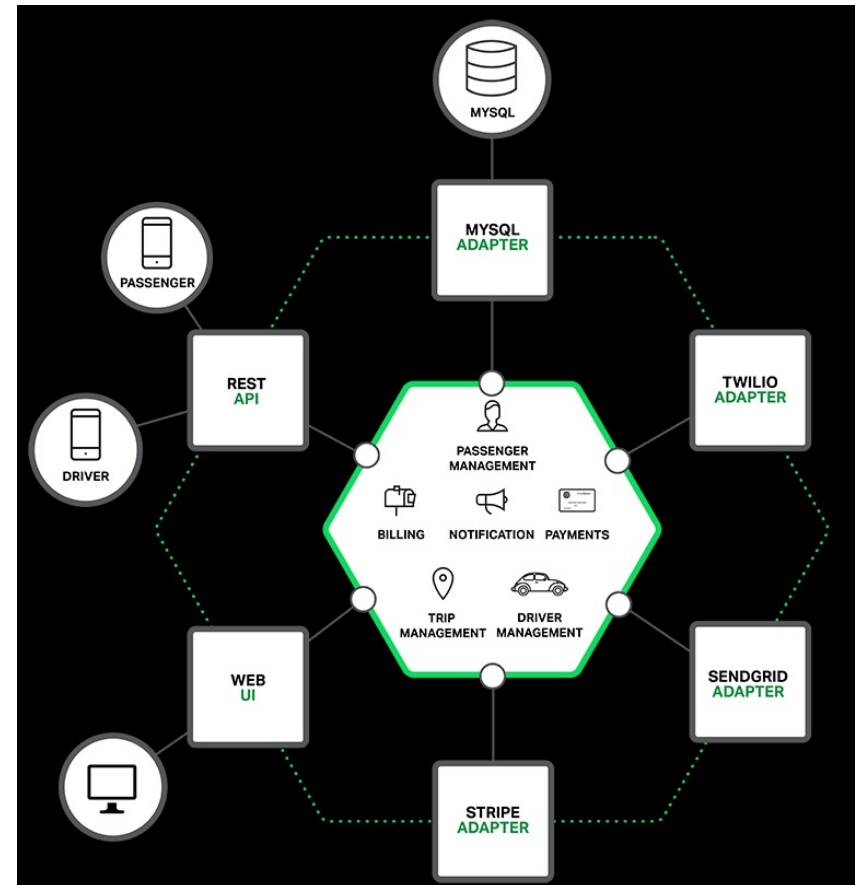 MYSQL
MYSQL
ADAPTER
PASSENGER
REST
API
TWILIO
ADAPTER
DRIVER
PASSENGER
MANAGEMENT
BILLING
NOTIFICATION
PAYMENTS
TRIP
MANAGEMENT
DRIVER
MANAGEMENT
WEB
UI
SENDGRID
ADAPTER
STRIPE
ADAPTER